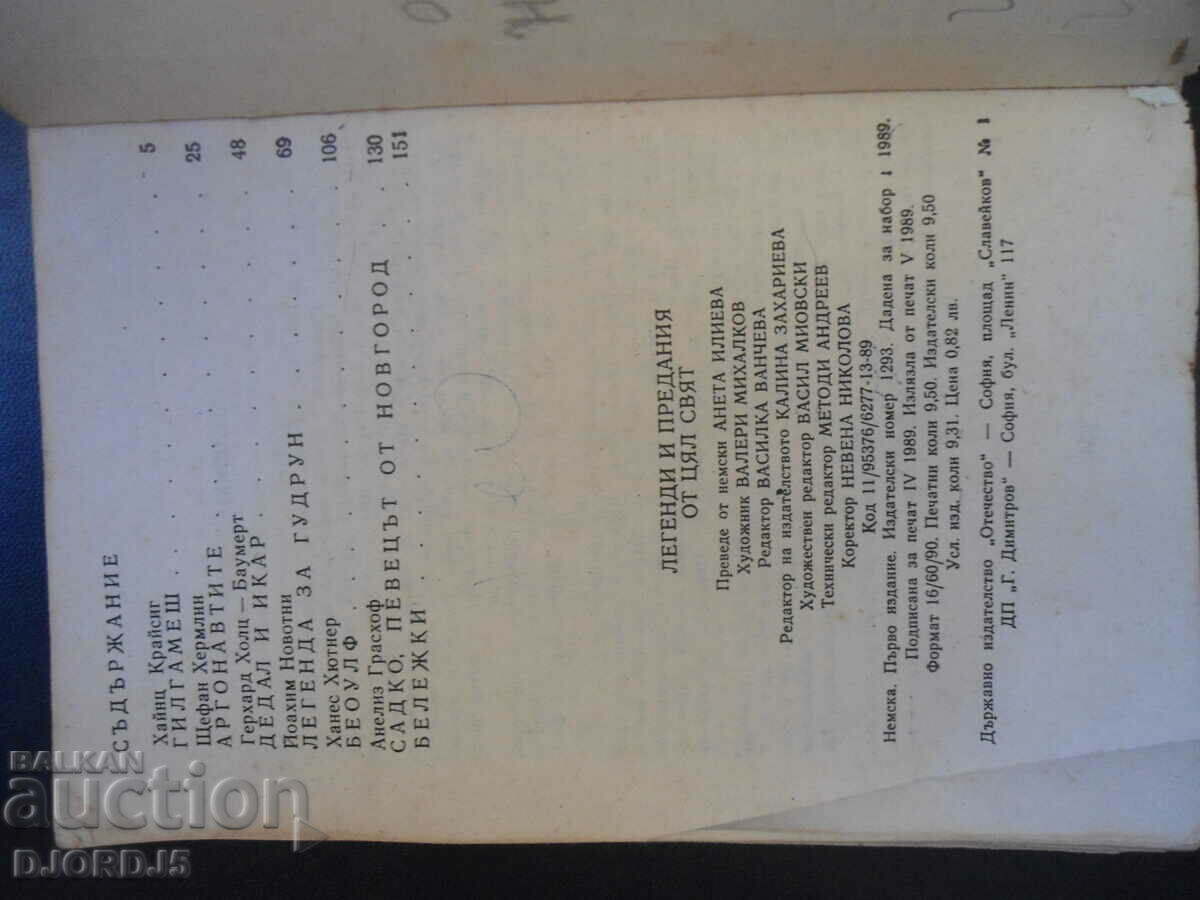 СЪДЪРЖАНИЕ
Хайнц Крайсиг
ГИЛГАМЕШ . . . . . . . . . . 5
Щефан Хермлин
АРГОНАВТИТЕ . . . . . . . . . . 25
Герхард Холц—Баумерт
ДЕДАЛ И ИКАР . . . . . . . . . . 48
Йоахим Новотни
ЛЕГЕНДА ЗА ГУДРУН . . . . . . . 69
Ханес Хютнер
БЕОУЛФ . . . . . . . . . . 106
Анелиз Грасхоф
САДКО, ПЕВЕЦЪТ ОТ НОВГОРОД . 130
БЕЛЕЖКИ . . . . . . . . . . 151
ЛЕГЕНДИ И ПРЕДАНИЯ
ОТ ЦЯЛ СВЯТ
Преведе от немски АНЕТА ИЛИЕВА
Художник ВАЛЕРИ МИХАЛКОВ
Редактор ВАСИЛКА ВАНЧЕВА
Редактор на издателството КАЛИНА ЗАХАРИЕВА
Художествен редактор ВАСИЛ МИОВСКИ
Технически редактор МЕТОДИ АНДРЕЕВ
Коректор НЕВЕНА НИКОЛОВА
Код 11/95376/6277-13-89
Немска. Първо издание. Издателски номер 1293. Дадена за набор I 1989.
Подписана за печат IV 1989. Излязла от печат V 1989.
Формат 16/60/90. Печатни коли 9,50. Издателски коли 9,50
Усл. изд. коли 9,31. Цена 0,82 лв.
Държавно издателство „Отечество“ — София, площад „Славейков“ № 1
ДП „Г. Димитров“ — София, бул. „Ленин“ 117
BALKAN
auction
DJORDJ5